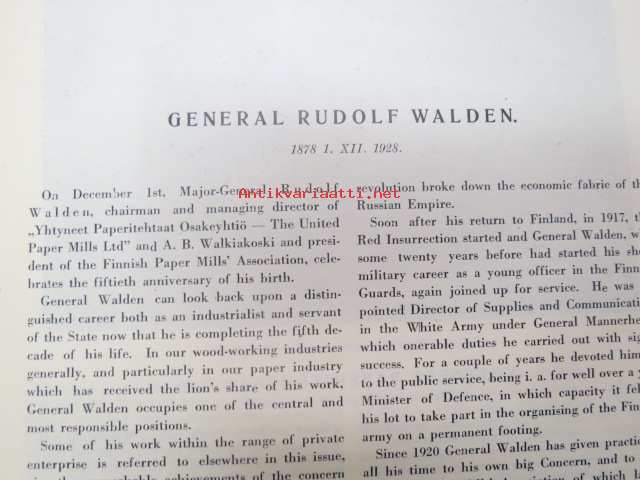 GENERAL RUDOLF WALDEN.
1878 1. XII. 1928.
Antikvariaatti.net
On December 1st, Major-General Rudolf
Walden, chairman and managing director of
„Yhtyneet Paperitehtaat Osakeyhtiö — The United
Paper Mills Ltd” and A. B. Walkiakoski and presi-
dent of the Finnish Paper Mills' Association, cele-
brates the fiftieth anniversary of his birth.
General Walden can look back upon a distin-
guished career both as an industrialist and servant
of the State now that he is completing the fifth de-
cade of his life. In our wood-working industries
generally, and particularly in our paper industry
which has received the lion's share of his work,
General Walden occupies one of the central and
most responsible positions.
Some of his work within the range of private
enterprise is referred to elsewhere in this issue,
achievements of the concern
revolution broke down the economic fabric of th
Russian Empire.
Soon after his return to Finland, in 1917, th
Red Insurrection started and General Walden, w
some twenty years before had started his sh
military career as a young officer in the Finn
Guards, again joined up for service. He was
pointed Director of Supplies and Communicat
in the White Army under General Mannerhe
which onerable duties he carried out with sig
success. For a couple of years he devoted him
to the public service, being i. a. for well over a y
Minister of Defence, in which capacity it fel
his lot to take part in the organising of the Fin
army on a permanent footing.
Since 1920 General Walden has given practic
all his time to his own big Concern, and to
of which